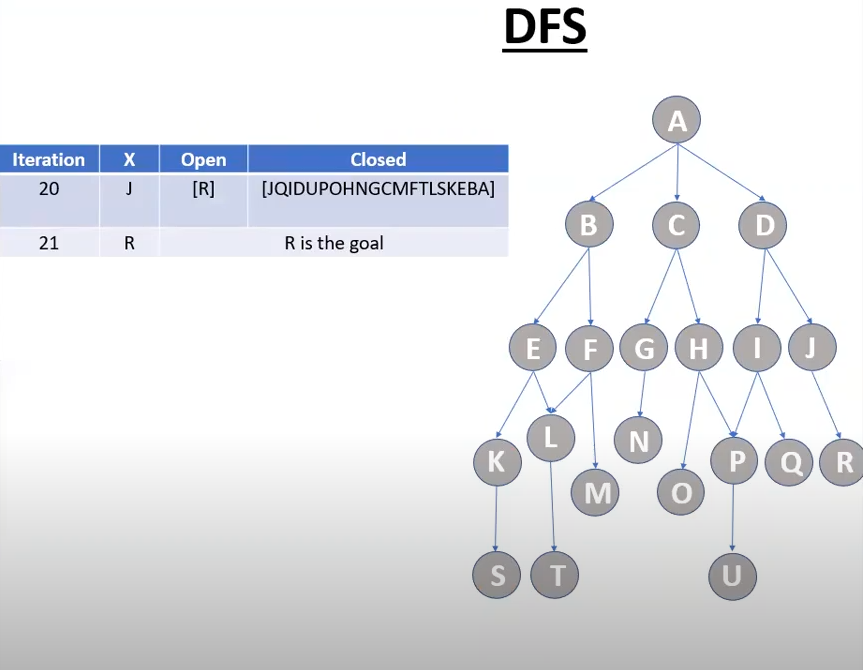 DFS
Iteration X Open Closed
20 J [R] [JQIDUPOHNGCMFTLSKEBA]
21 R R is the goal
A
B C D
E F G H I J
K L N P Q R
M O
S T U